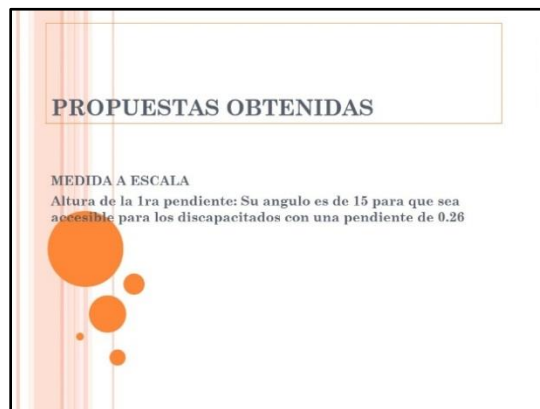 PROPUESTAS OBTENIDAS
MEDIDA A ESCALA
Altura de la 1ra pendiente: Su angulo es de 15 para que sea
accesible para los discapacitados con una pendiente de 0.26